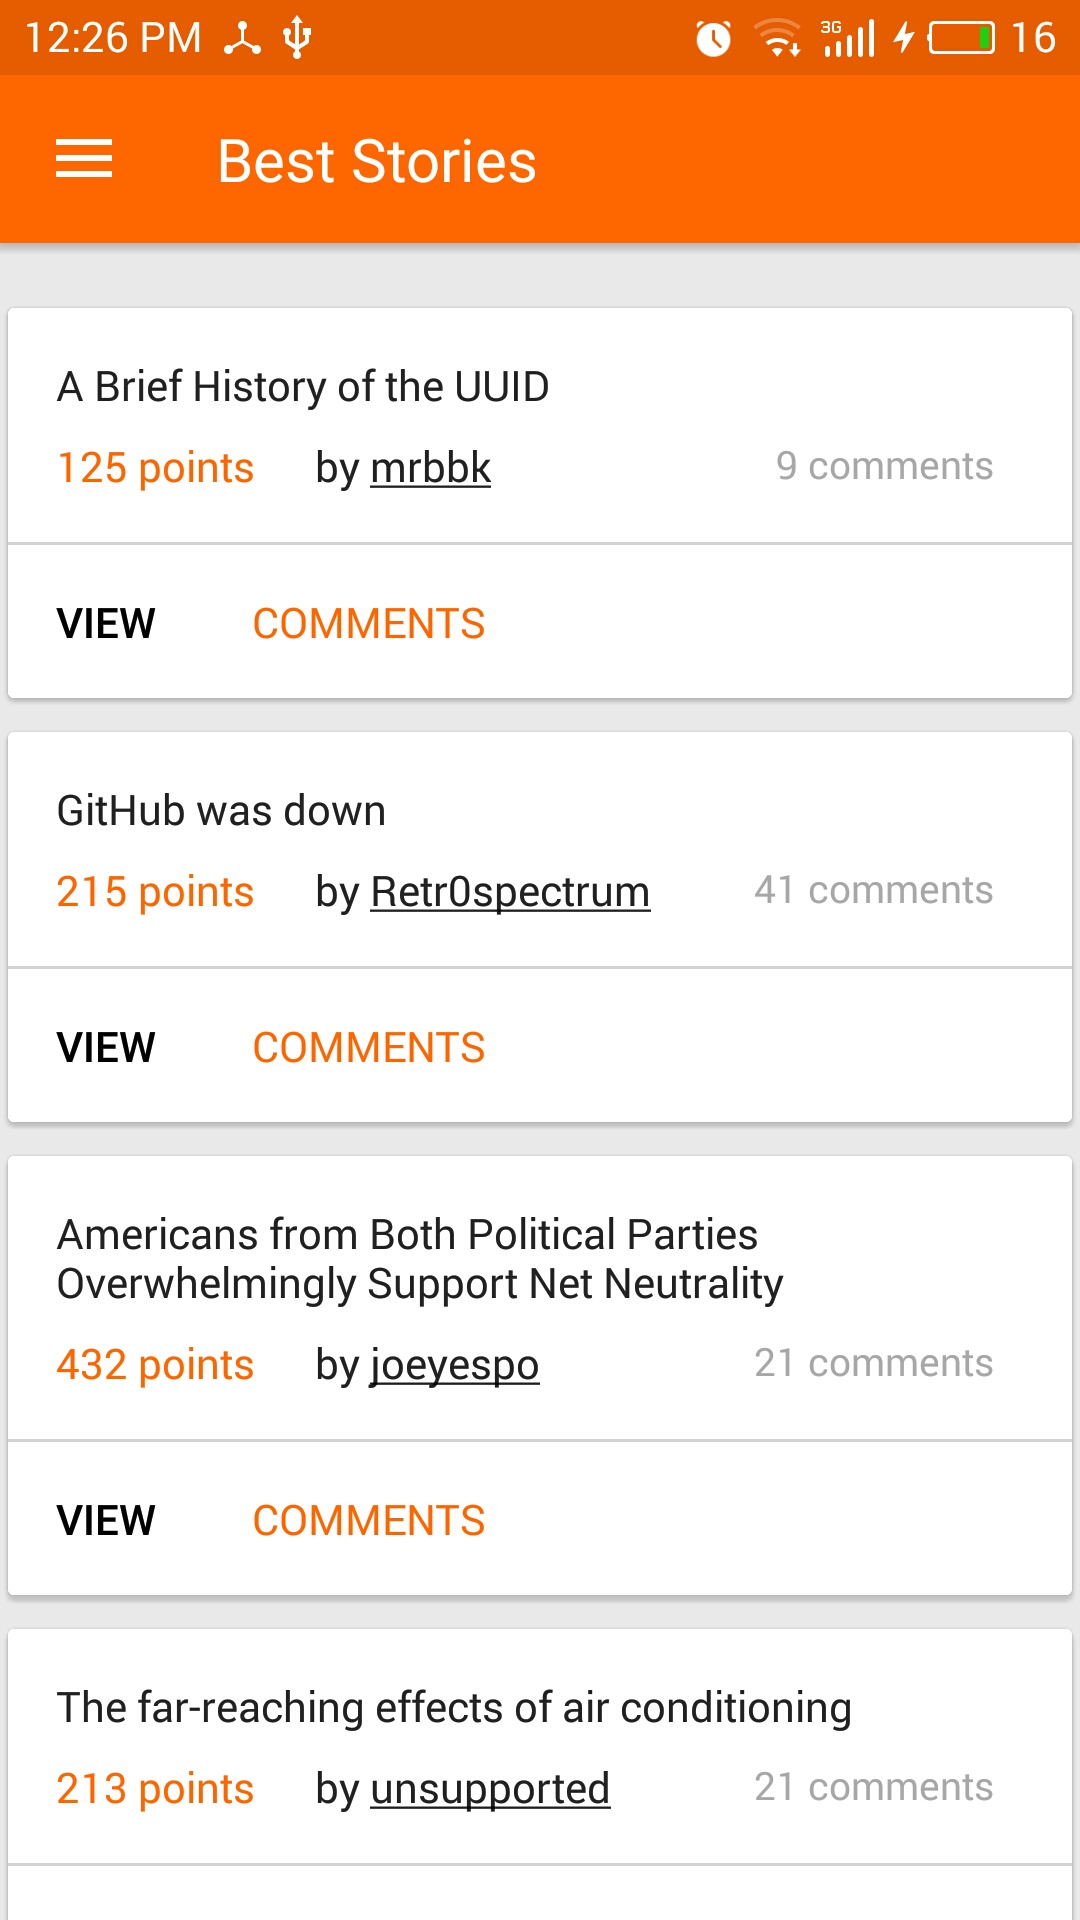 12:26 PM 3G 16
Best Stories
A Brief History of the UUID
125 points by mrbbk 9 comments
VIEW COMMENTS
GitHub was down
215 points by Retr0spectrum 41 comments
VIEW COMMENTS
Americans from Both Political Parties
Overwhelmingly Support Net Neutrality
432 points by joeyespo 21 comments
VIEW COMMENTS
The far-reaching effects of air conditioning
213 points by unsupported 21 comments